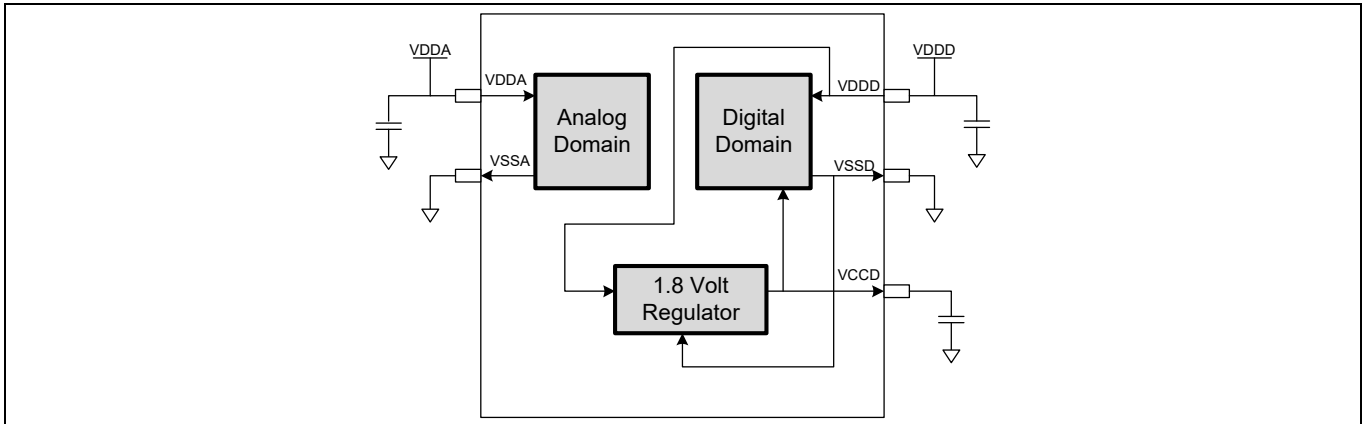 VDDA
VDDD
VDDA
VDDD
Analog
Domain
Digital
Domain
VSSA
VSSD
1.8 Volt
Regulator
VCCD